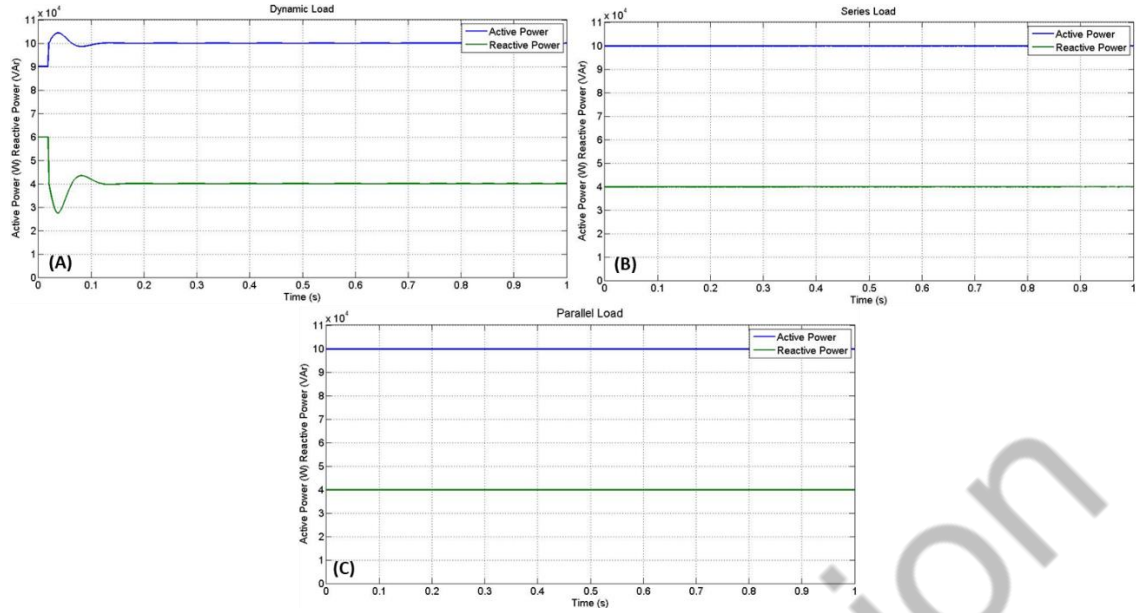 Dynamic Load
x 10⁴
11
10
9
8
7
6
5
4
3
2
1
0
Active Power (W) Reactive Power (VAr)
Active Power
Reactive Power
(A)
0 0.1 0.2 0.3 0.4 0.5 0.6 0.7 0.8 0.9 1
Time (s)
Series Load
x 10⁴
11
10
9
8
7
6
5
4
3
2
1
0
Active Power (W) Reactive Power (VAr)
Active Power
Reactive Power
(B)
0 0.1 0.2 0.3 0.4 0.5 0.6 0.7 0.8 0.9 1
Time (s)
Parallel Load
x 10⁴
11
10
9
8
7
6
5
4
3
2
1
0
Active Power (W) Reactive Power (VAr)
Active Power
Reactive Power
(C)
0 0.1 0.2 0.3 0.4 0.5 0.6 0.7 0.8 0.9 1
Time (s)
ion